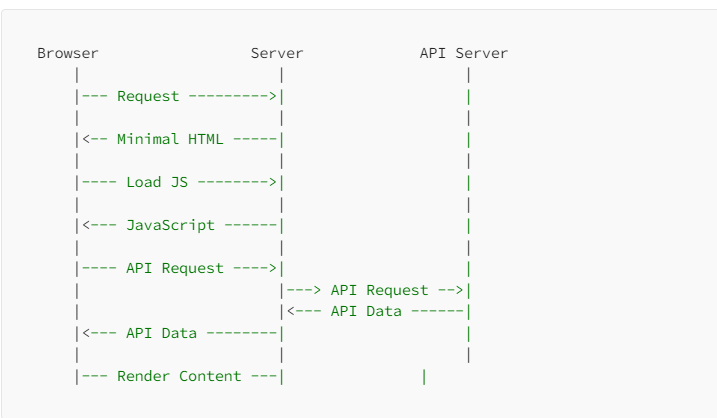 Browser                 Server             API Server
    |                      |                    |
    |--- Request --------->|                    |
    |                      |                    |
    |<-- Minimal HTML -----|                    |
    |                      |                    |
    |---- Load JS -------->|                    |
    |                      |                    |
    |<--- JavaScript ------|                    |
    |                      |                    |
    |---- API Request ---->|                    |
    |                      |---> API Request -->|
    |                      |<--- API Data ------|
    |<--- API Data --------|                    |
    |                      |                    |
    |--- Render Content ---|               |